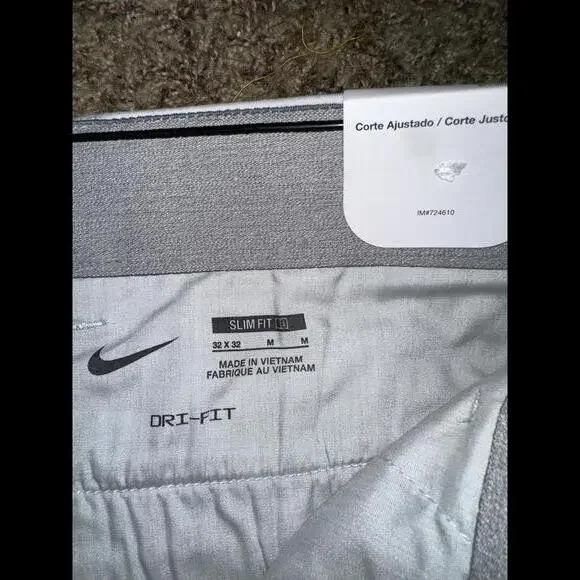 Corte Ajustado / Corte Justo
IM#724610
SLIM FIT
32 X 32 M M
MADE IN VIETNAM
FABRIQUE AU VIETNAM
DRI-FIT